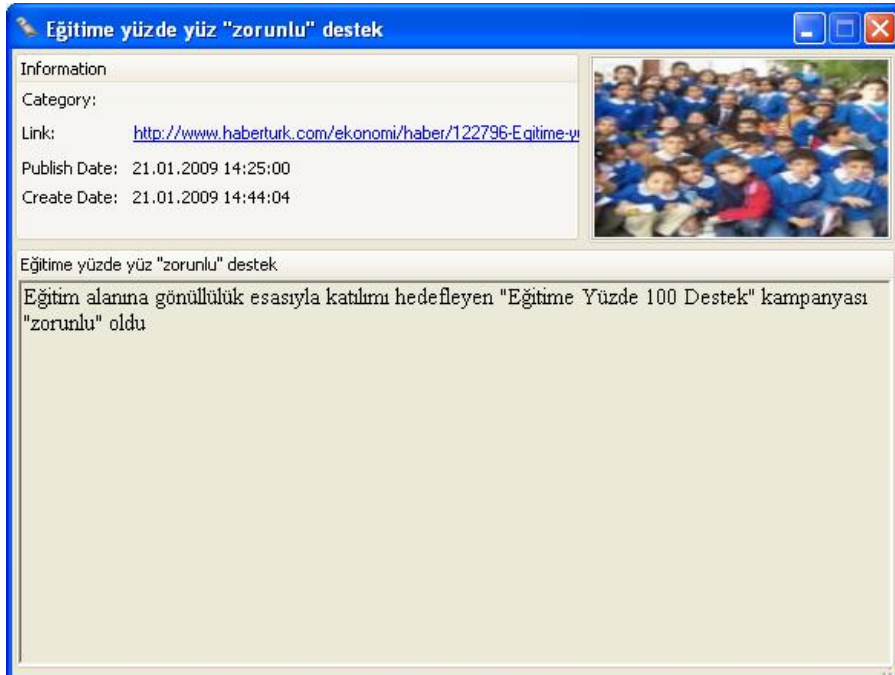 Eğitime yüzde yüz "zorunlu" destek
Information
Category:
Link: http://www.haberturk.com/ekonomi/haber/122796-Egitime-y
Publish Date: 21.01.2009 14:25:00
Create Date: 21.01.2009 14:44:04
Eğitime yüzde yüz "zorunlu" destek
Eğitim alanına gönüllülük esasıyla katılımı hedefleyen "Eğitime Yüzde 100 Destek" kampanyası
"zorunlu" oldu